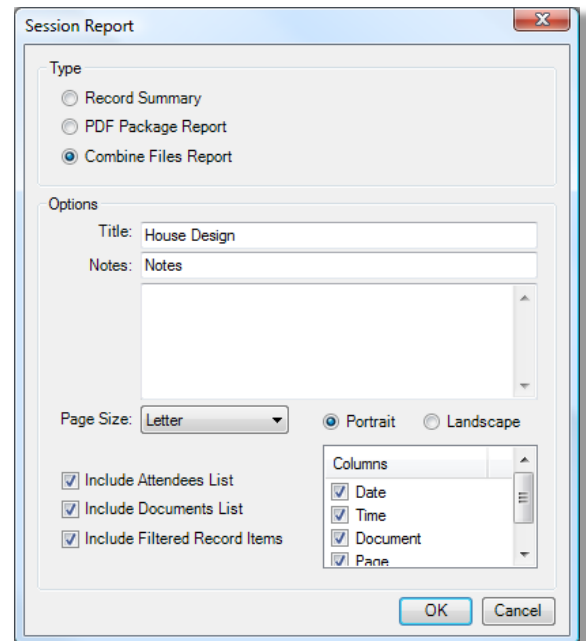 Session Report
Type
Record Summary
PDF Package Report
Combine Files Report
Options
Title: House Design
Notes: Notes
Page Size: Letter Portrait Landscape
Include Attendees List
Include Documents List
Include Filtered Record Items
Columns
Date
Time
Document
Page
OK Cancel